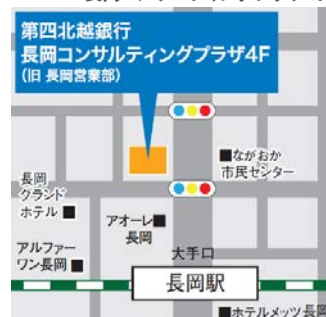 第四北越銀行
長岡コンサルティングプラザ4F
(旧 長岡営業部)
■ながおか
市民センター
長岡
グランド
ホテル■
アオーレ■
長岡
アルファー
ワン長岡■
大手口
長岡駅
■ホテルメッツ長岡